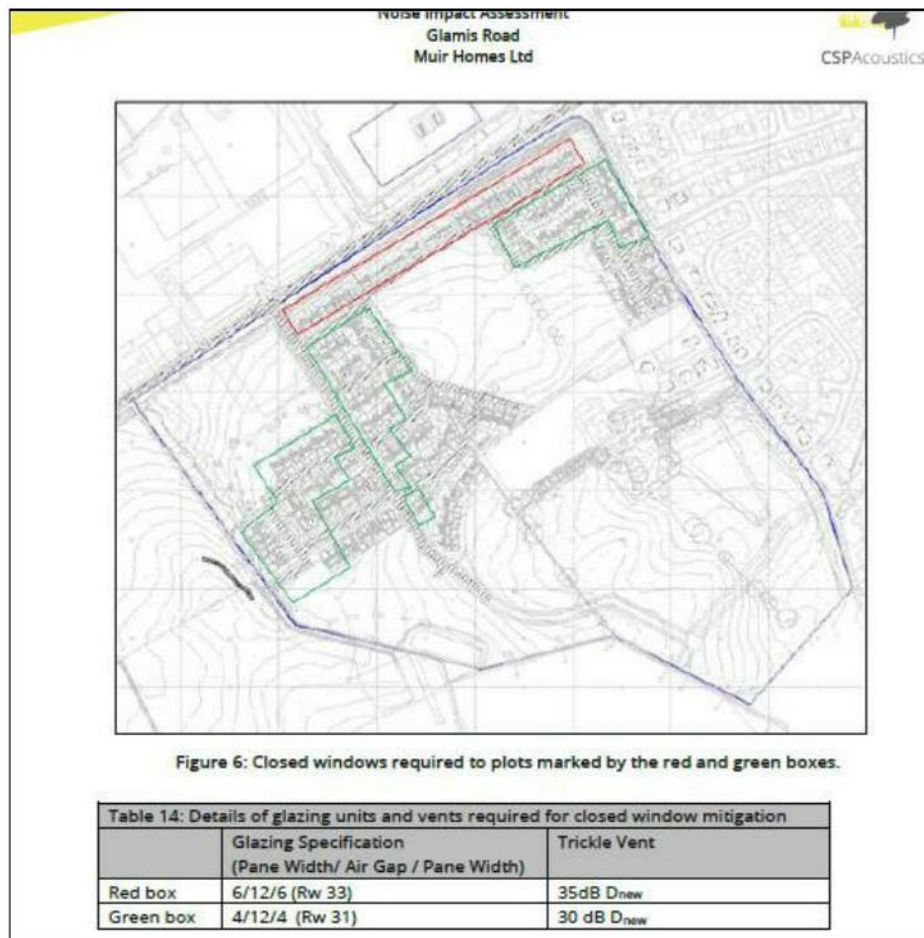 Noise Impact Assessment
Glamis Road
Muir Homes Ltd
CSPAcoustics
Figure 6: Closed windows required to plots marked by the red and green boxes.
Table 14: Details of glazing units and vents required for closed window mitigation
Glazing Specification
(Pane Width/ Air Gap / Pane Width)
Trickle Vent
Red box 6/12/6 (Rw 33) 35dB Dnew
Green box 4/12/4 (Rw 31) 30 dB Dnew